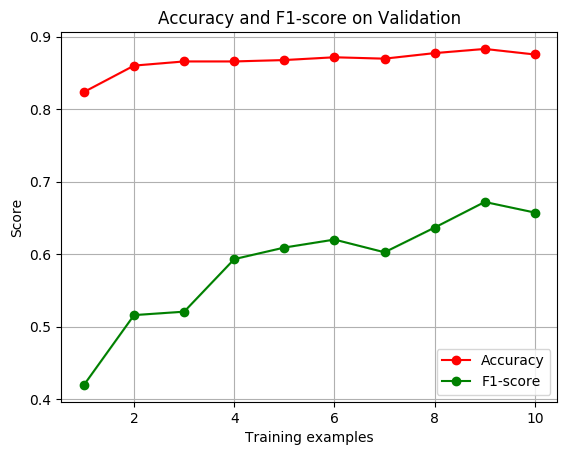 Accuracy and F1-score on Validation
0.9
0.8
0.7
0.6
0.5
0.4
Score
2 4 6 8 10
Training examples
Accuracy
F1-score